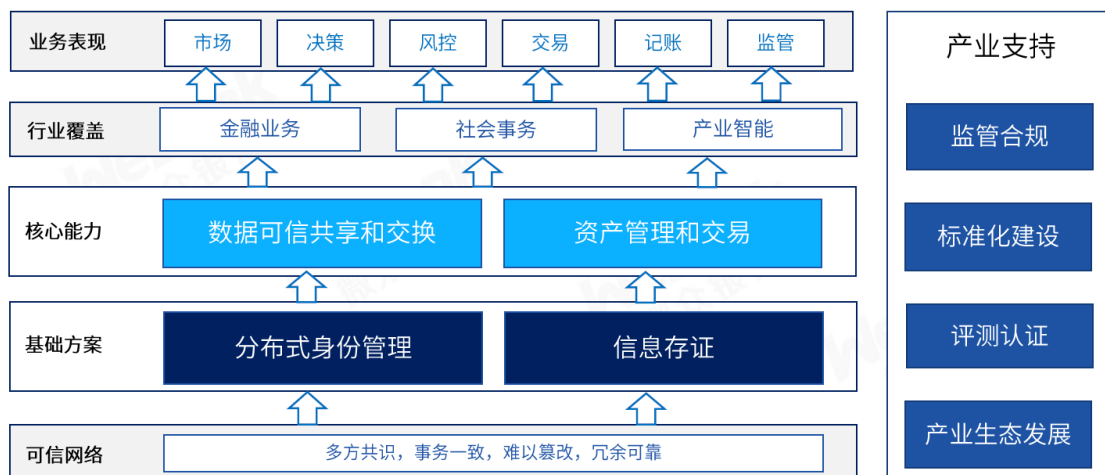 业务表现
市场
决策
风控
交易
记账
监管
行业覆盖
金融业务
社会事务
产业智能
核心能力
数据可信共享和交换
资产管理和交易
基础方案
分布式身份管理
信息存证
可信网络
多方共识，事务一致，难以篡改，冗余可靠
产业支持
监管合规
标准化建设
评测认证
产业生态发展